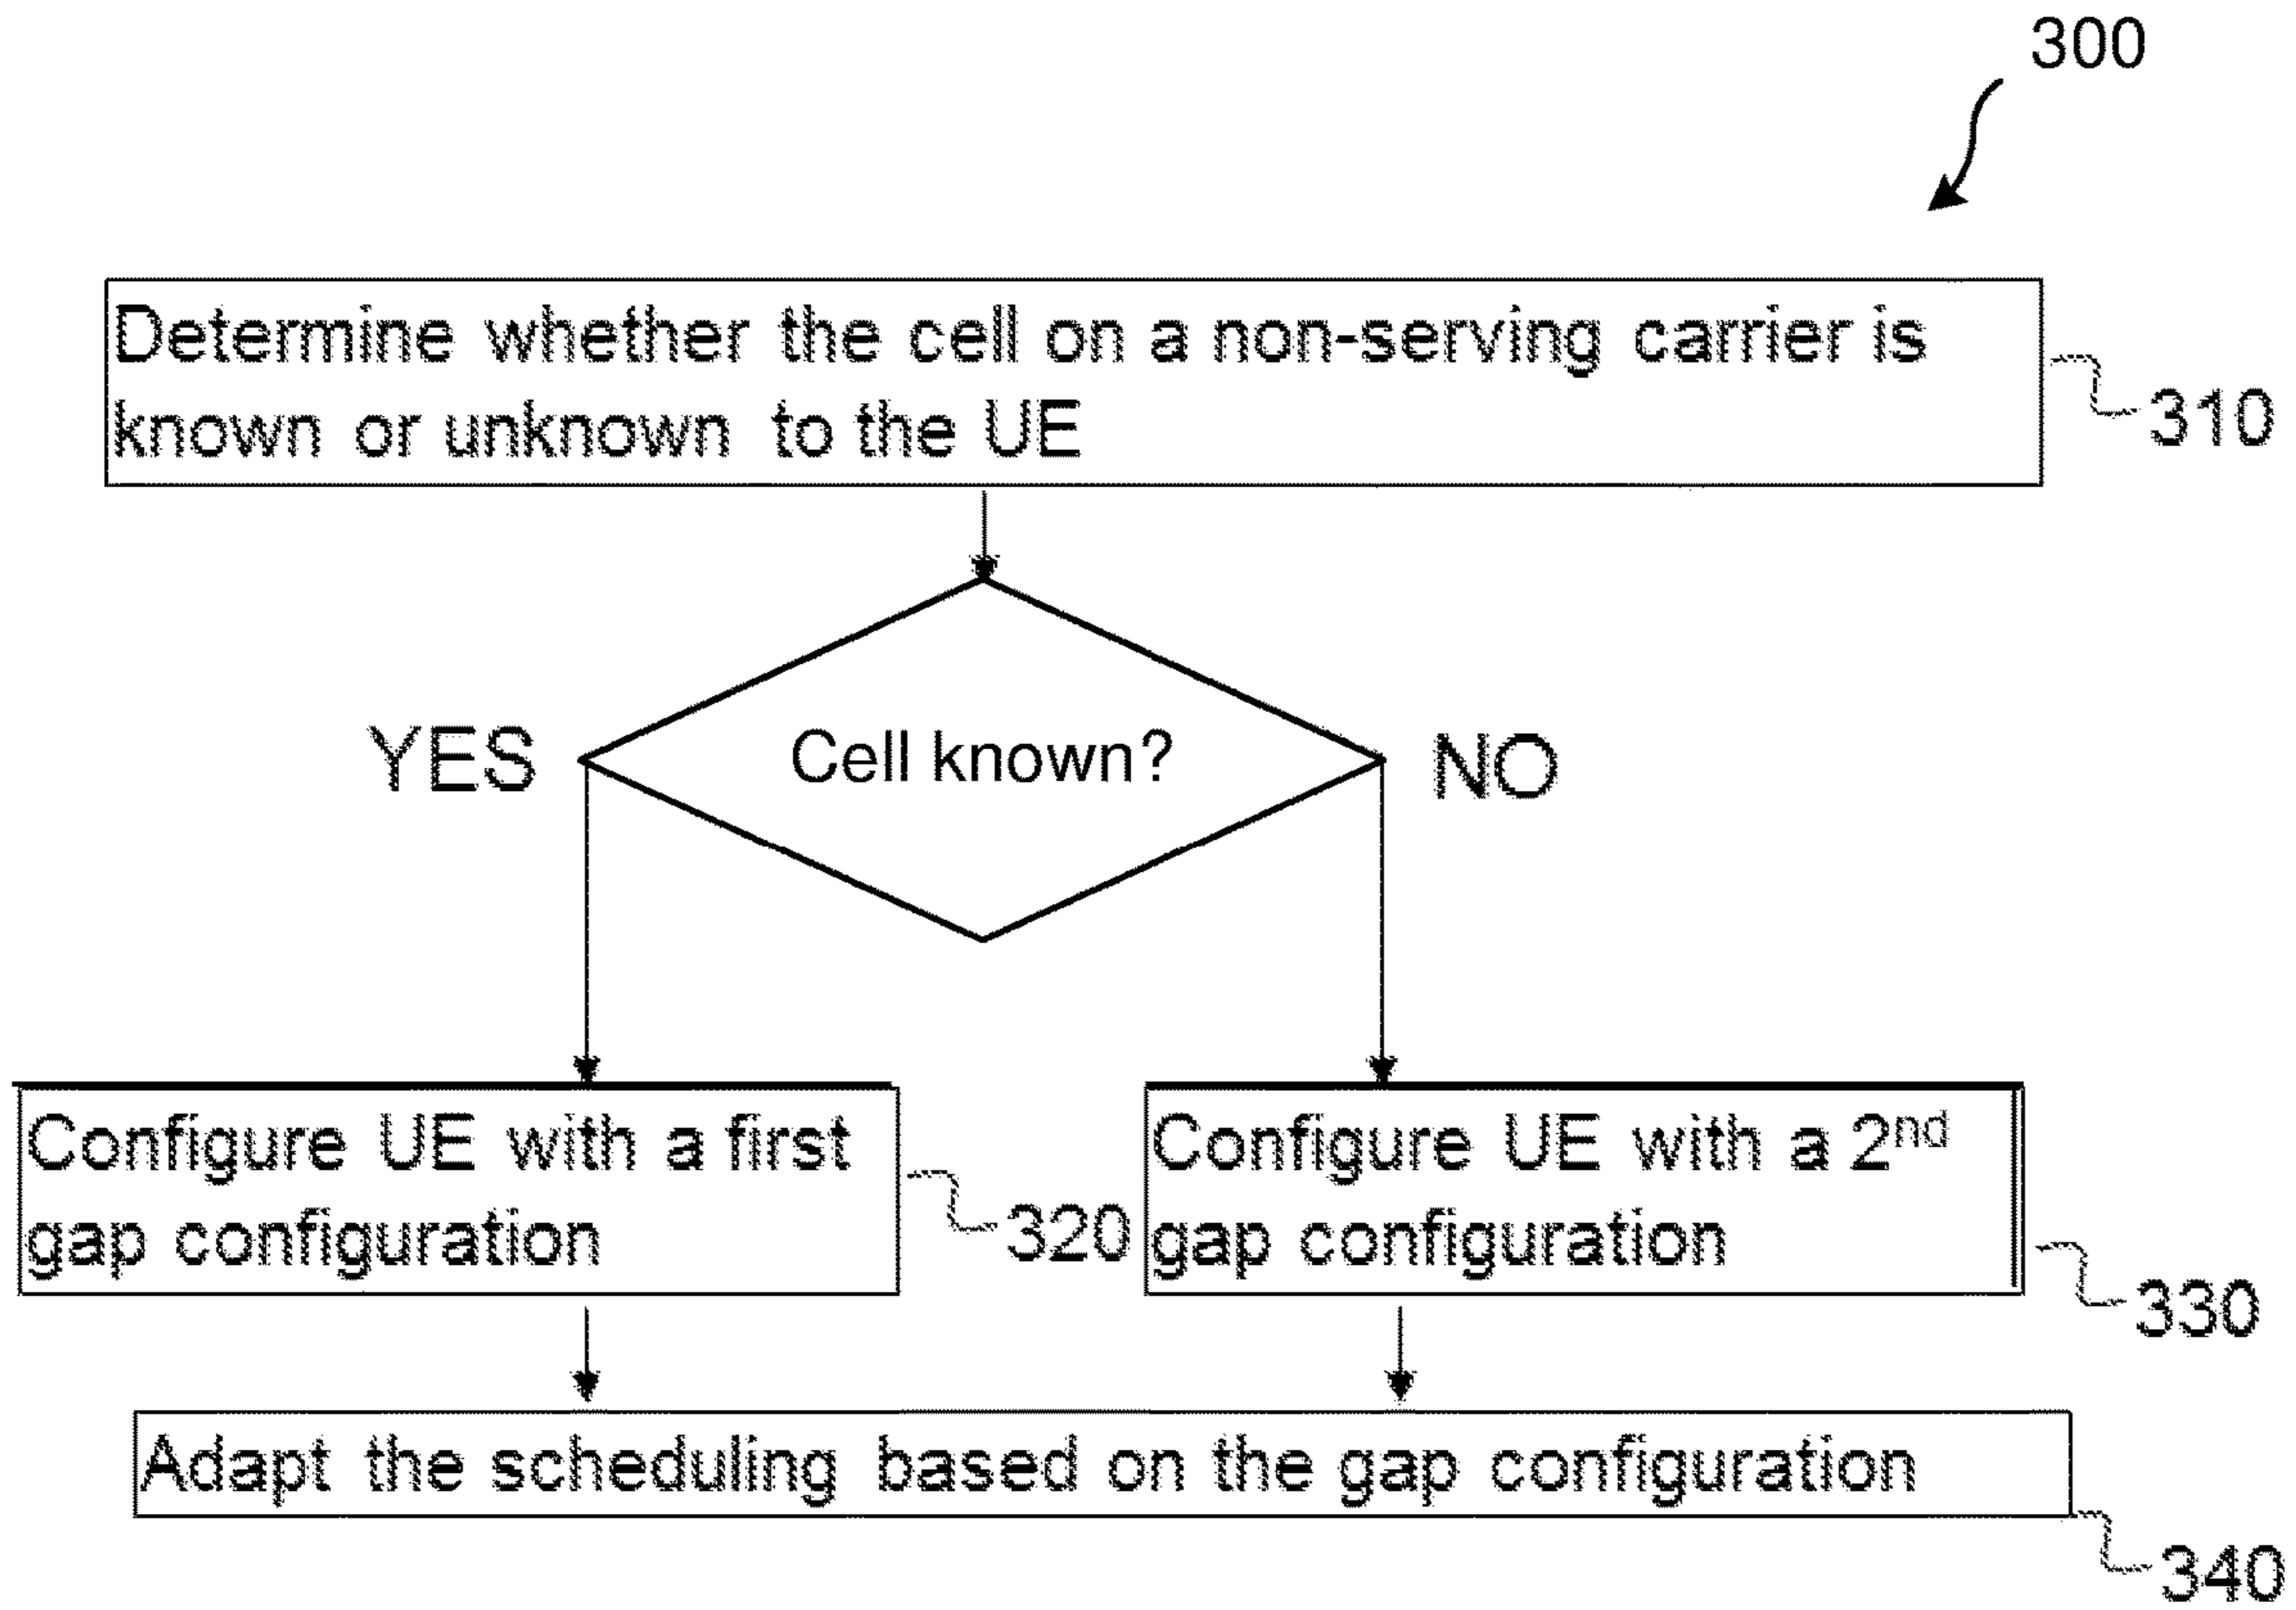 300
Determine whether the cell on a non-serving carrier is
known or unknown to the UE
310
YES
Cell known?
NO
Configure UE with a first
gap configuration
320
Configure UE with a 2nd
gap configuration
330
Adapt the scheduling based on the gap configuration
340